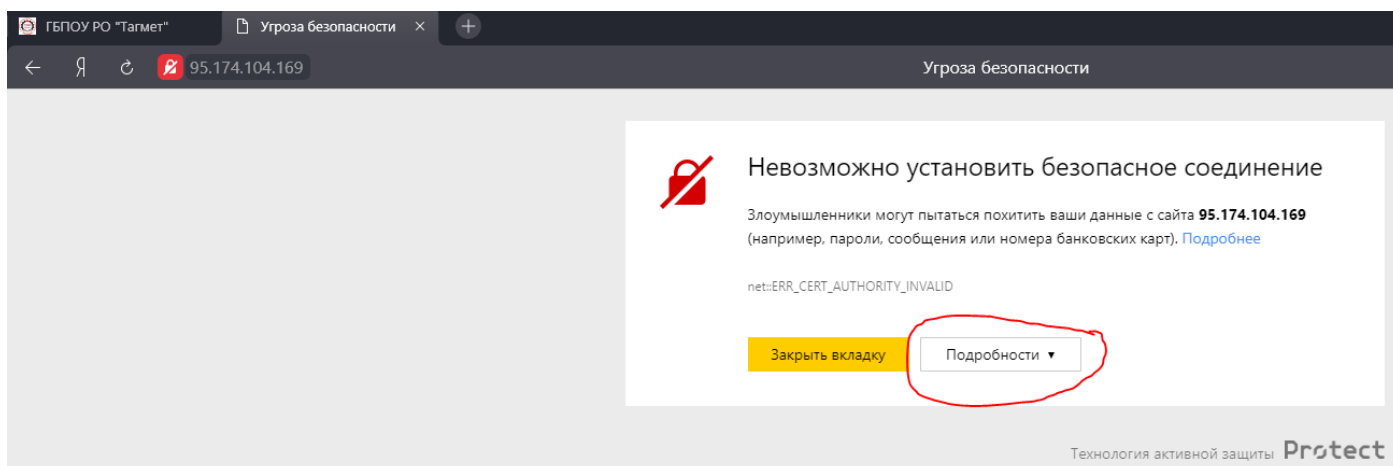 ГБПОУ РО "Тагмет"
Угроза безопасности
95.174.104.169
Угроза безопасности
Невозможно установить безопасное соединение
Злоумышленники могут пытаться похитить ваши данные с сайта 95.174.104.169
(например, пароли, сообщения или номера банковских карт). Подробнее
net::ERR_CERT_AUTHORITY_INVALID
Закрыть вкладку
Подробности
Технология активной защиты Protect